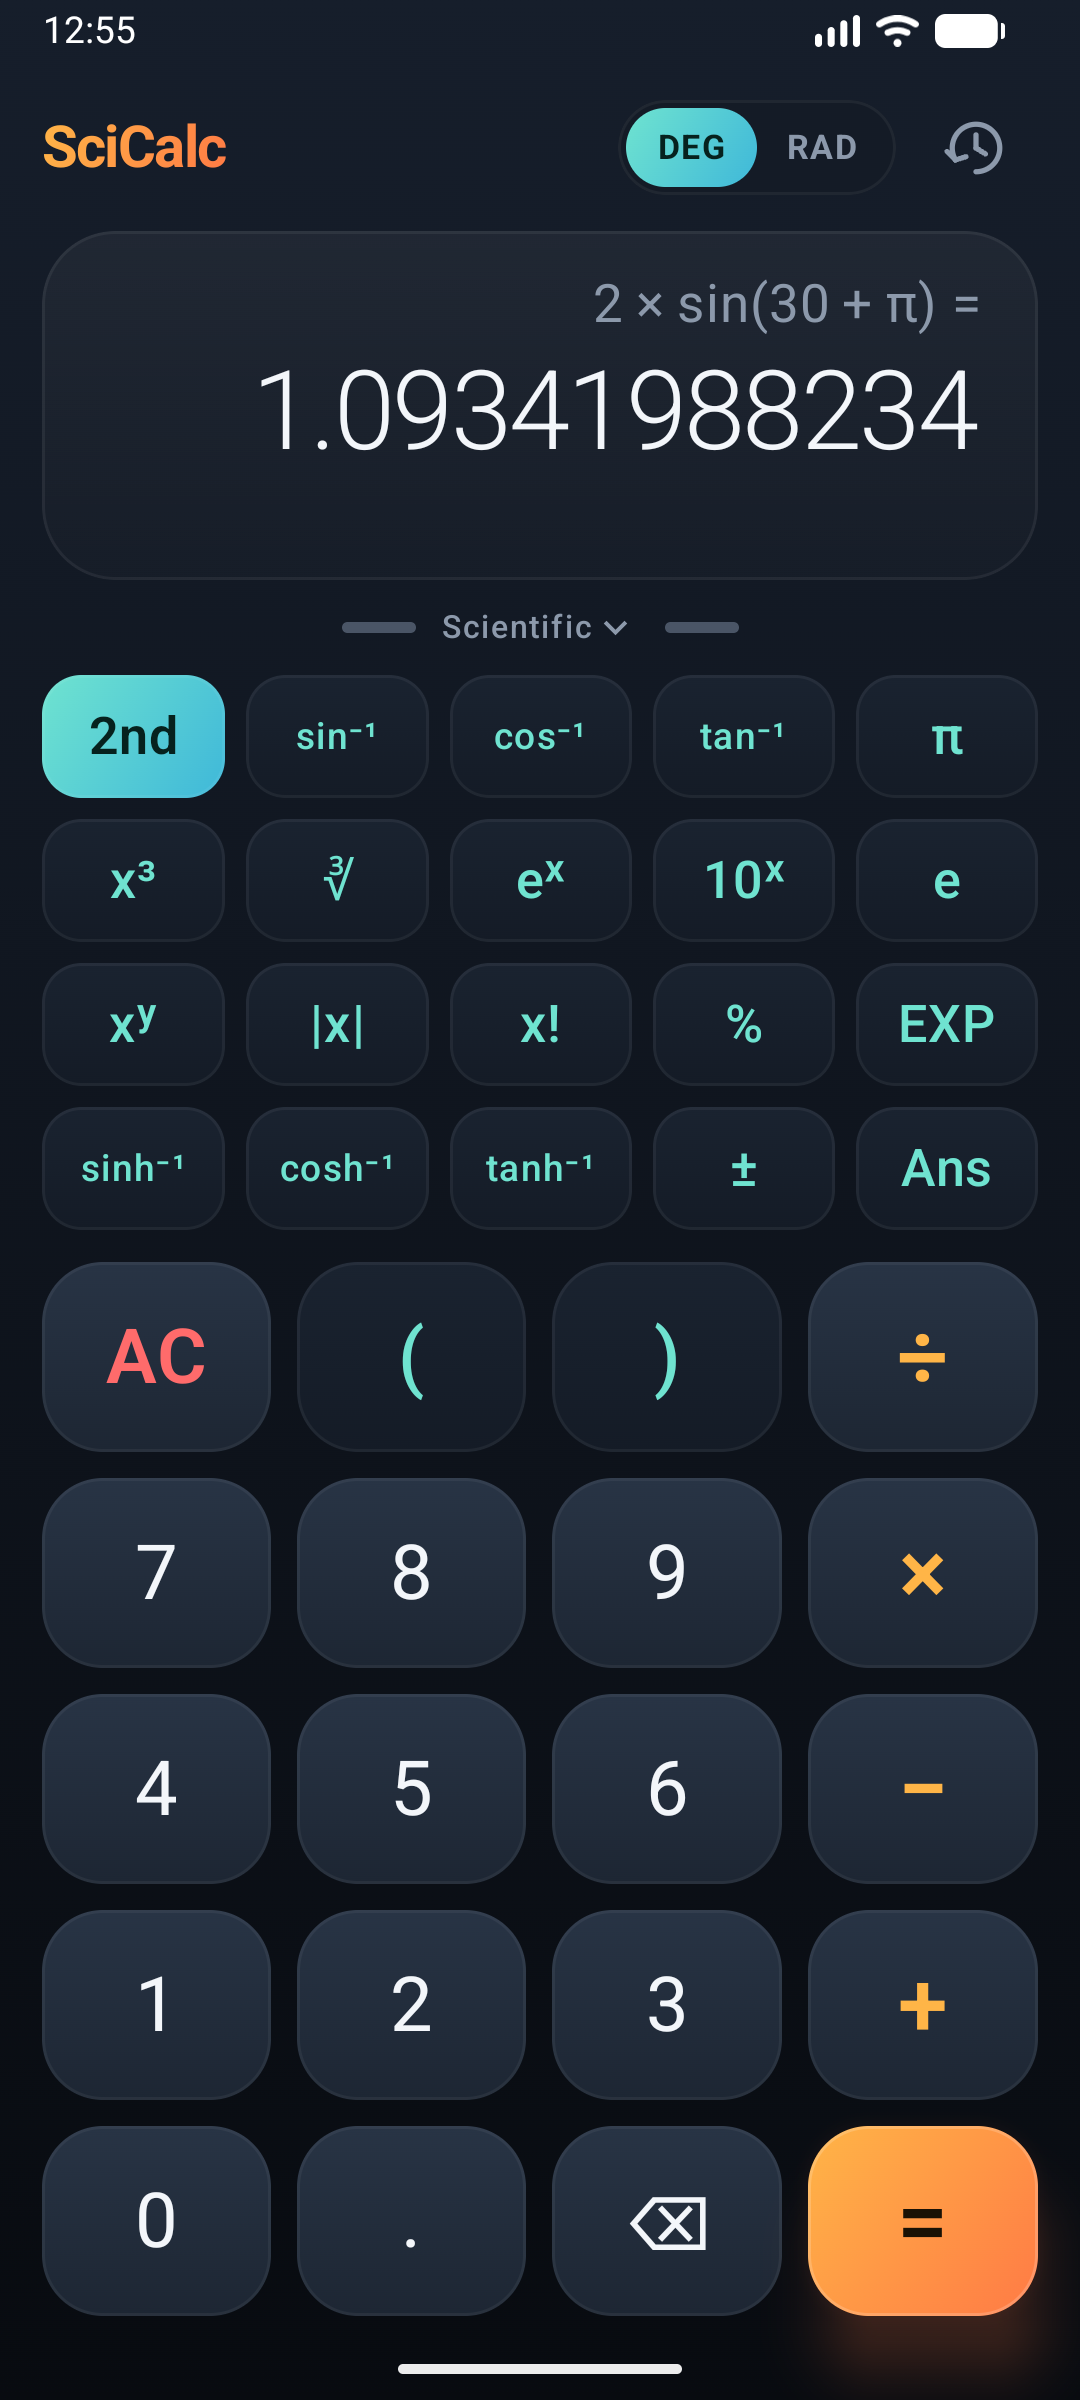 12:55
SciCalc DEG RAD
2 × sin(30 + π) =
1.09341988234
Scientific
2nd sin⁻¹ cos⁻¹ tan⁻¹ π
x³ ∛ eˣ 10ˣ e
xʸ |x| x! % EXP
sinh⁻¹ cosh⁻¹ tanh⁻¹ ± Ans
AC ( ) ÷
7 8 9 ×
4 5 6 −
1 2 3 +
0 . =